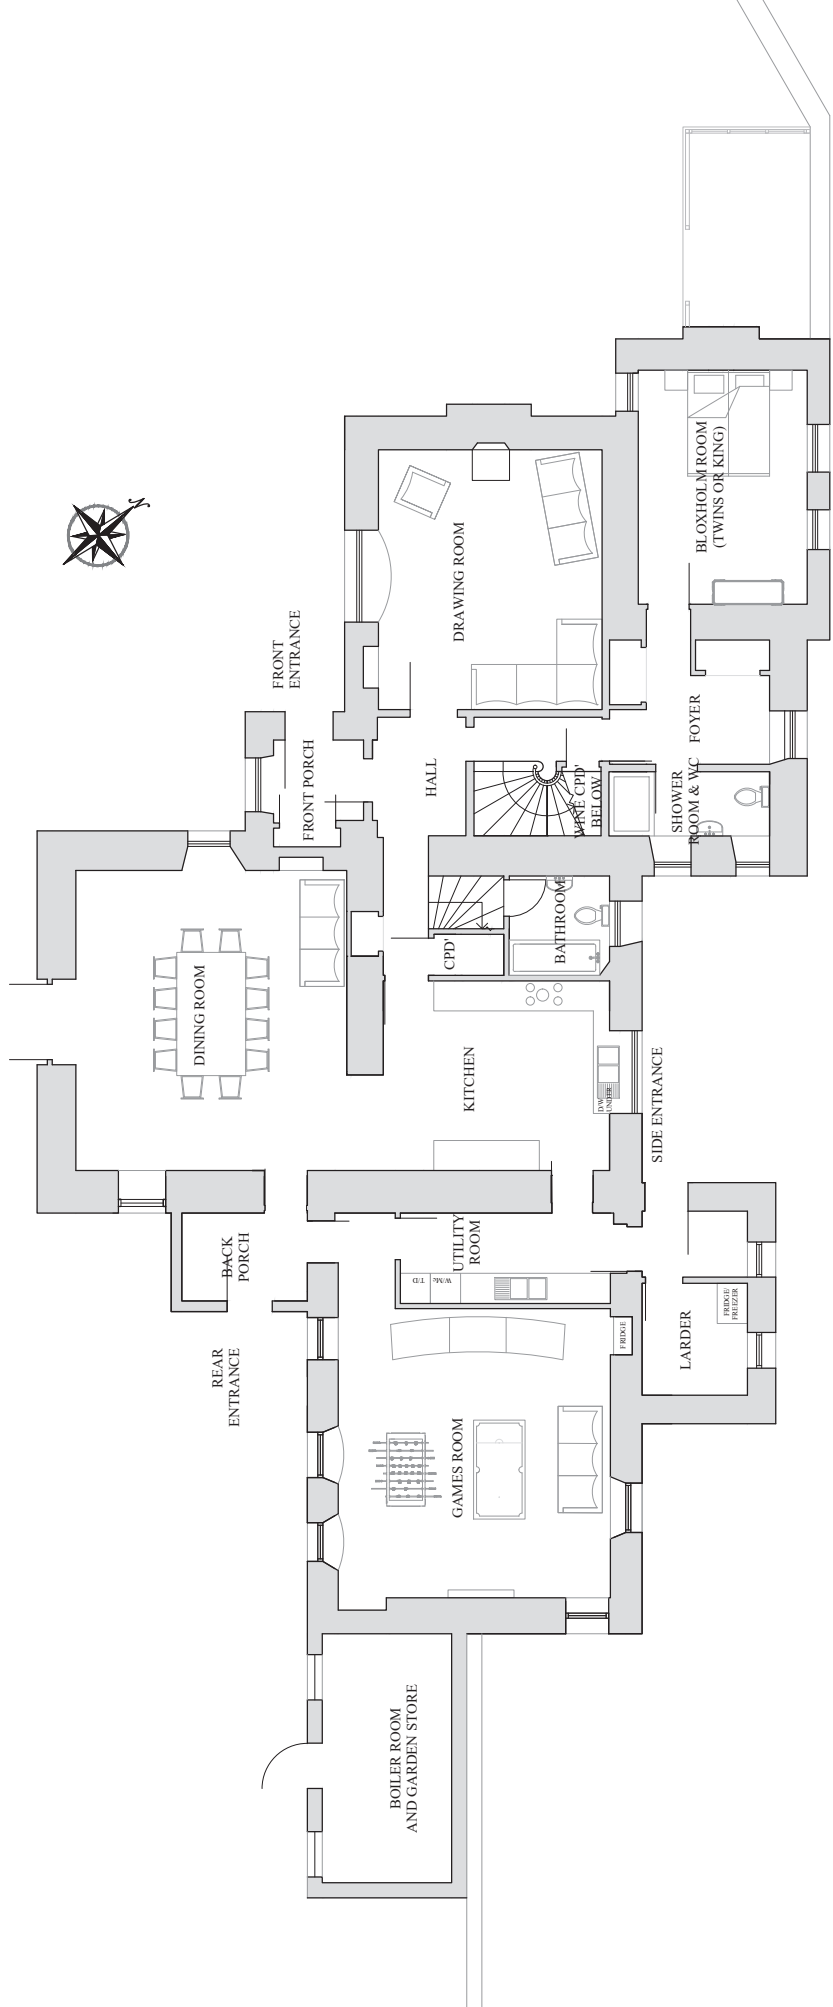 N
BLOXHOLM ROOM
(TWINS OR KING)
DRAWING ROOM
FRONT
ENTRANCE
FOYER
FRONT PORCH
HALL
WINE CPD'
BELOW
SHOWER
ROOM & WC
BATHROOM
CPD'
DINING ROOM
KITCHEN
D/W
UNDER
SIDE ENTRANCE
BACK
PORCH
UTILITY
ROOM
T/D
W/Mc
FRIDGE/
FREEZER
LARDER
FRIDGE
REAR
ENTRANCE
GAMES ROOM
BOILER ROOM
AND GARDEN STORE